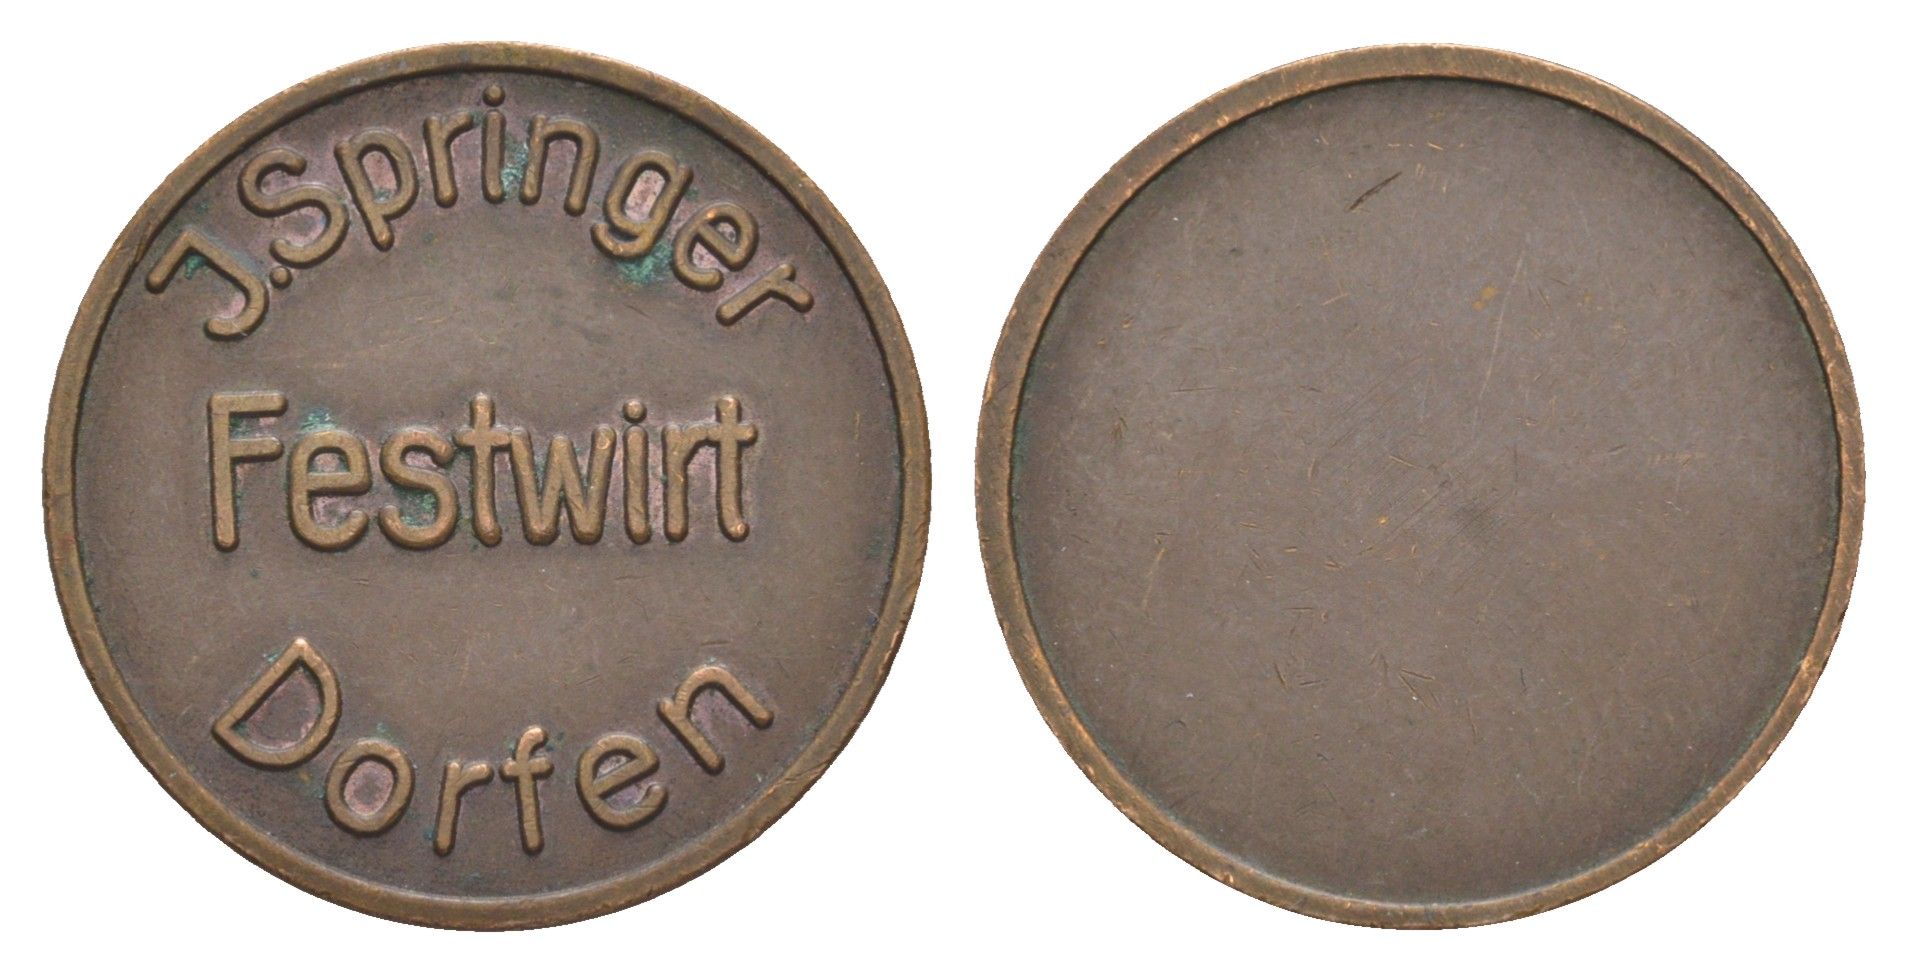 J. Springer
Festwirt
Dorfen